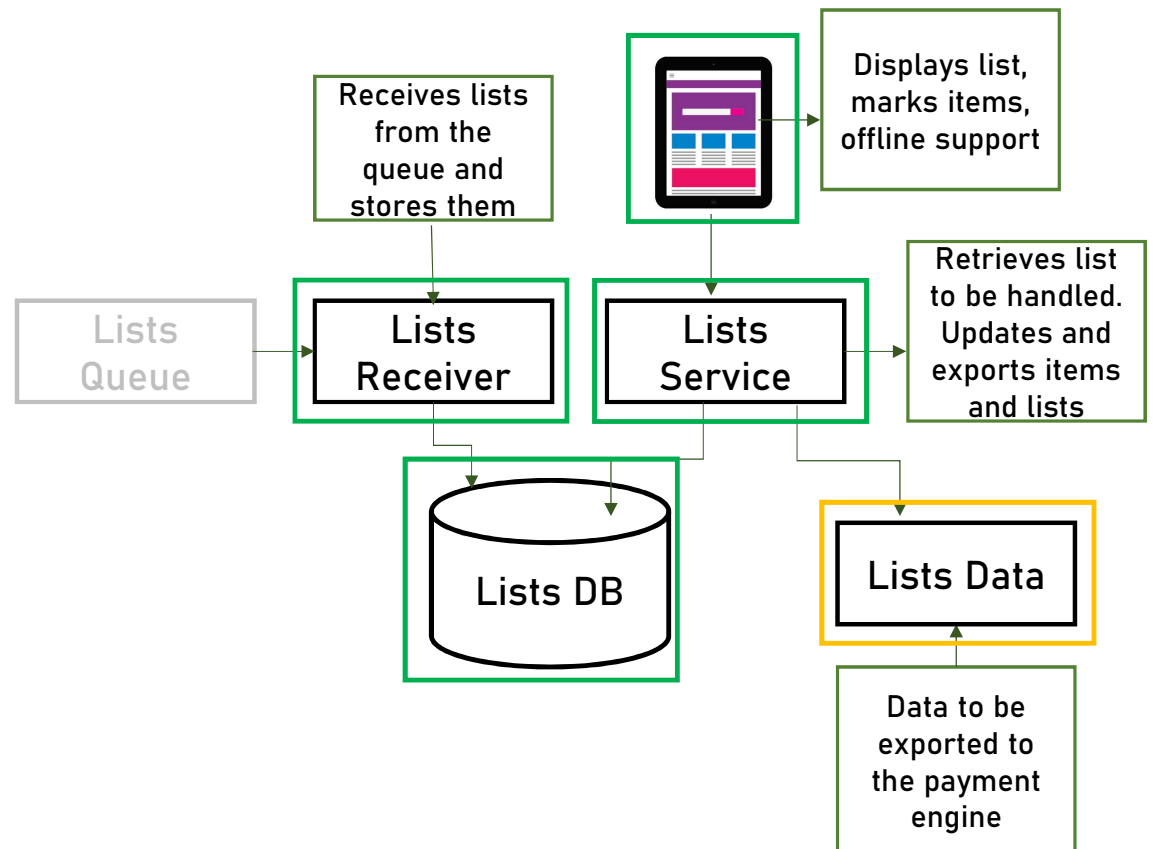 Displays list,
marks items,
offline support
Receives lists
from the
queue and
stores them
Retrieves list
to be handled.
Updates and
exports items
and lists
Lists
Queue
Lists
Receiver
Lists
Service
Lists DB
Lists Data
Data to be
exported to
the payment
engine